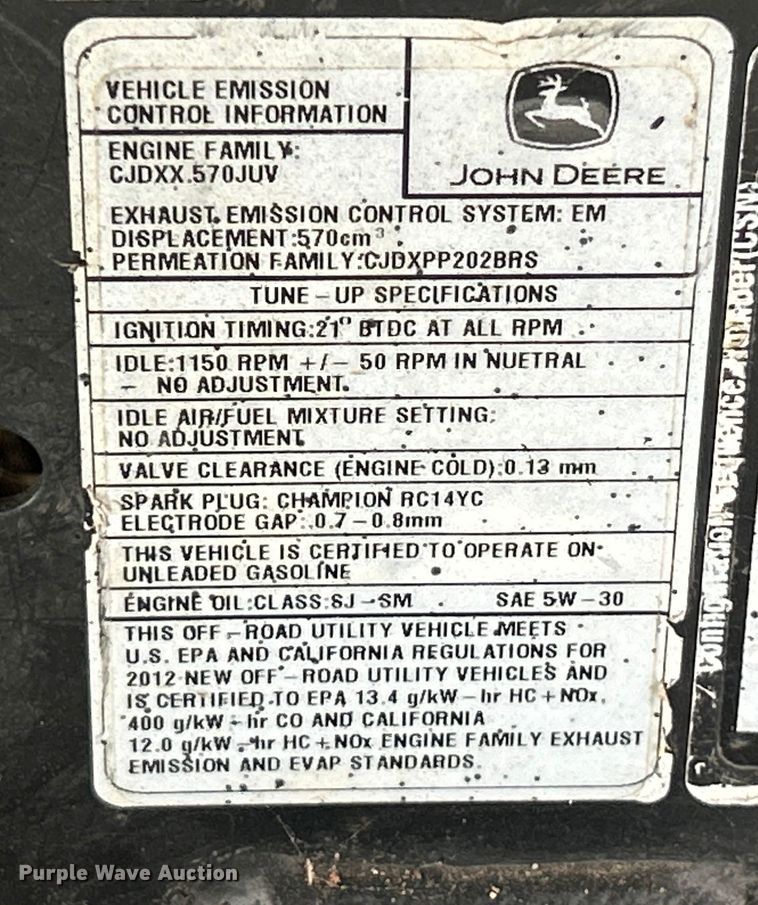 VEHICLE EMISSION
CONTROL INFORMATION
JOHN DEERE
ENGINE FAMILY:
CJDXX.570JUV
EXHAUST EMISSION CONTROL SYSTEM: EM
DISPLACEMENT:570cm³
PERMEATION FAMILY:CJDXPP202BRS
TUNE-UP SPECIFICATIONS
IGNITION TIMING:21° BTDC AT ALL RPM
IDLE:1150 RPM +/- 50 RPM IN NUETRAL
- NO ADJUSTMENT.
IDLE AIR/FUEL MIXTURE SETTING:
NO ADJUSTMENT
VALVE CLEARANCE (ENGINE COLD):0.13 mm
SPARK PLUG: CHAMPION RC14YC
ELECTRODE GAP: 0.7-0.8mm
THIS VEHICLE IS CERTIFIED TO OPERATE ON
UNLEADED GASOLINE
ENGINE OIL:CLASS:SJ-SM SAE 5W-30
THIS OFF-ROAD UTILITY VEHICLE MEETS
U.S. EPA AND CALIFORNIA REGULATIONS FOR
2012 NEW OFF-ROAD UTILITY VEHICLES AND
IS CERTIFIED TO EPA 13.4 g/kW-hr HC+NOx,
400 g/kW-hr CO AND CALIFORNIA
12.0 g/kW-hr HC+NOx ENGINE FAMILY EXHAUST
EMISSION AND EVAP STANDARDS.
Configuration Sequence Number(CSN)
Purple Wave Auction